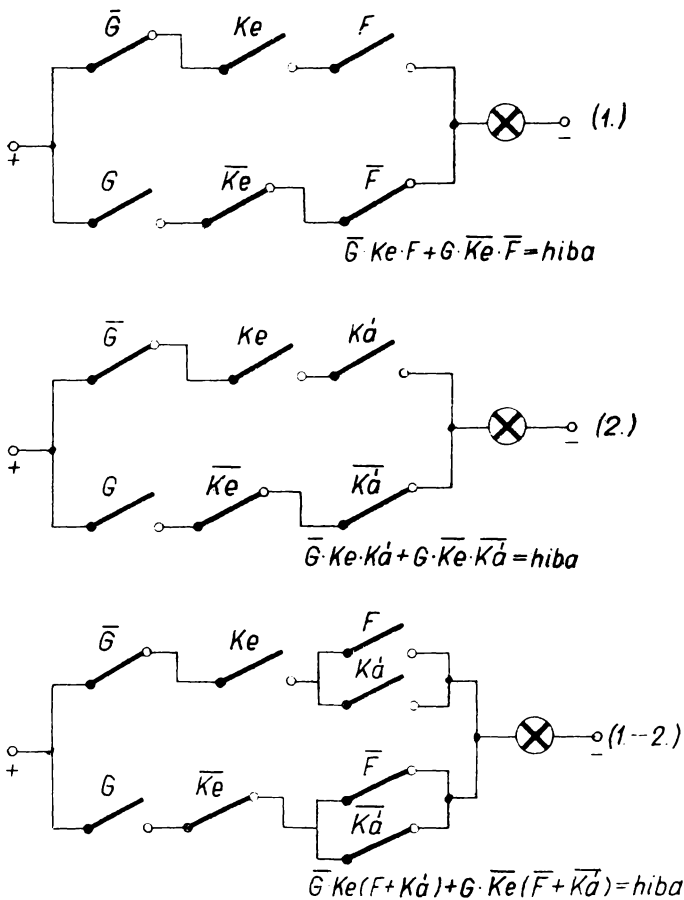 G̅ Ke F
+ − (1.)
G K̅e̅ F̅
G̅·Ke·F+G·K̅e̅·F̅=hiba
G̅ Ke Ká
+ − (2.)
G K̅e̅ K̅á̅
G̅·Ke·Ká+G·K̅e̅·K̅á̅=hiba
F
G̅ Ke
Ká
+ − (1.-2.)
F̅
G K̅e̅
K̅á̅
G̅·Ke(F+Ká)+G·K̅e̅(F̅+K̅á̅)=hiba